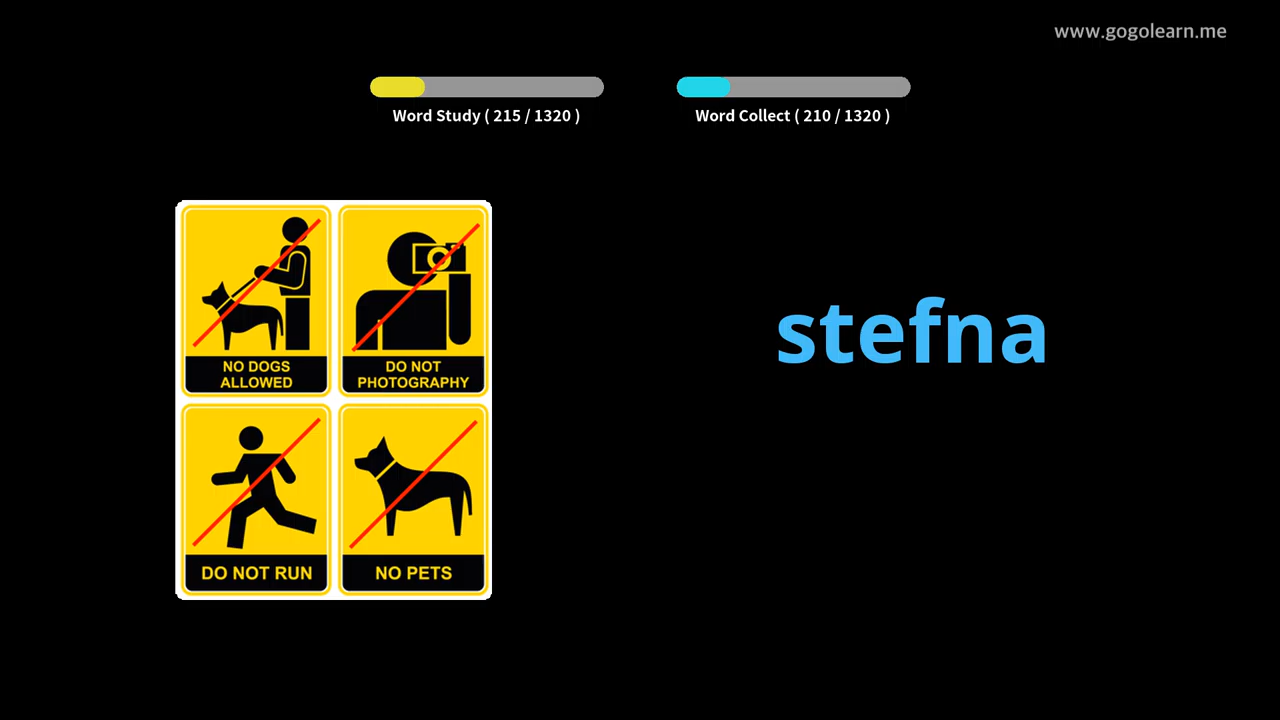 www.gogolearn.me
Word Study ( 215 / 1320 )
Word Collect ( 210 / 1320 )
NO DOGS
ALLOWED
DO NOT
PHOTOGRAPHY
stefna
DO NOT RUN
NO PETS